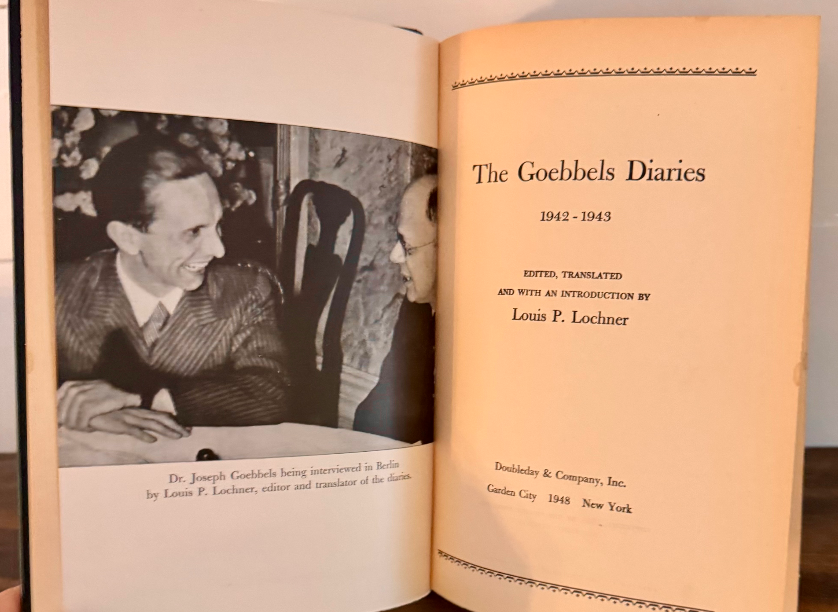 Dr. Joseph Goebbels being interviewed in Berlin
by Louis P. Lochner, editor and translator of the diaries.
The Goebbels Diaries
1942-1943
EDITED, TRANSLATED
AND WITH AN INTRODUCTION BY
Louis P. Lochner
Doubleday & Company, Inc.
Garden City 1948 New York